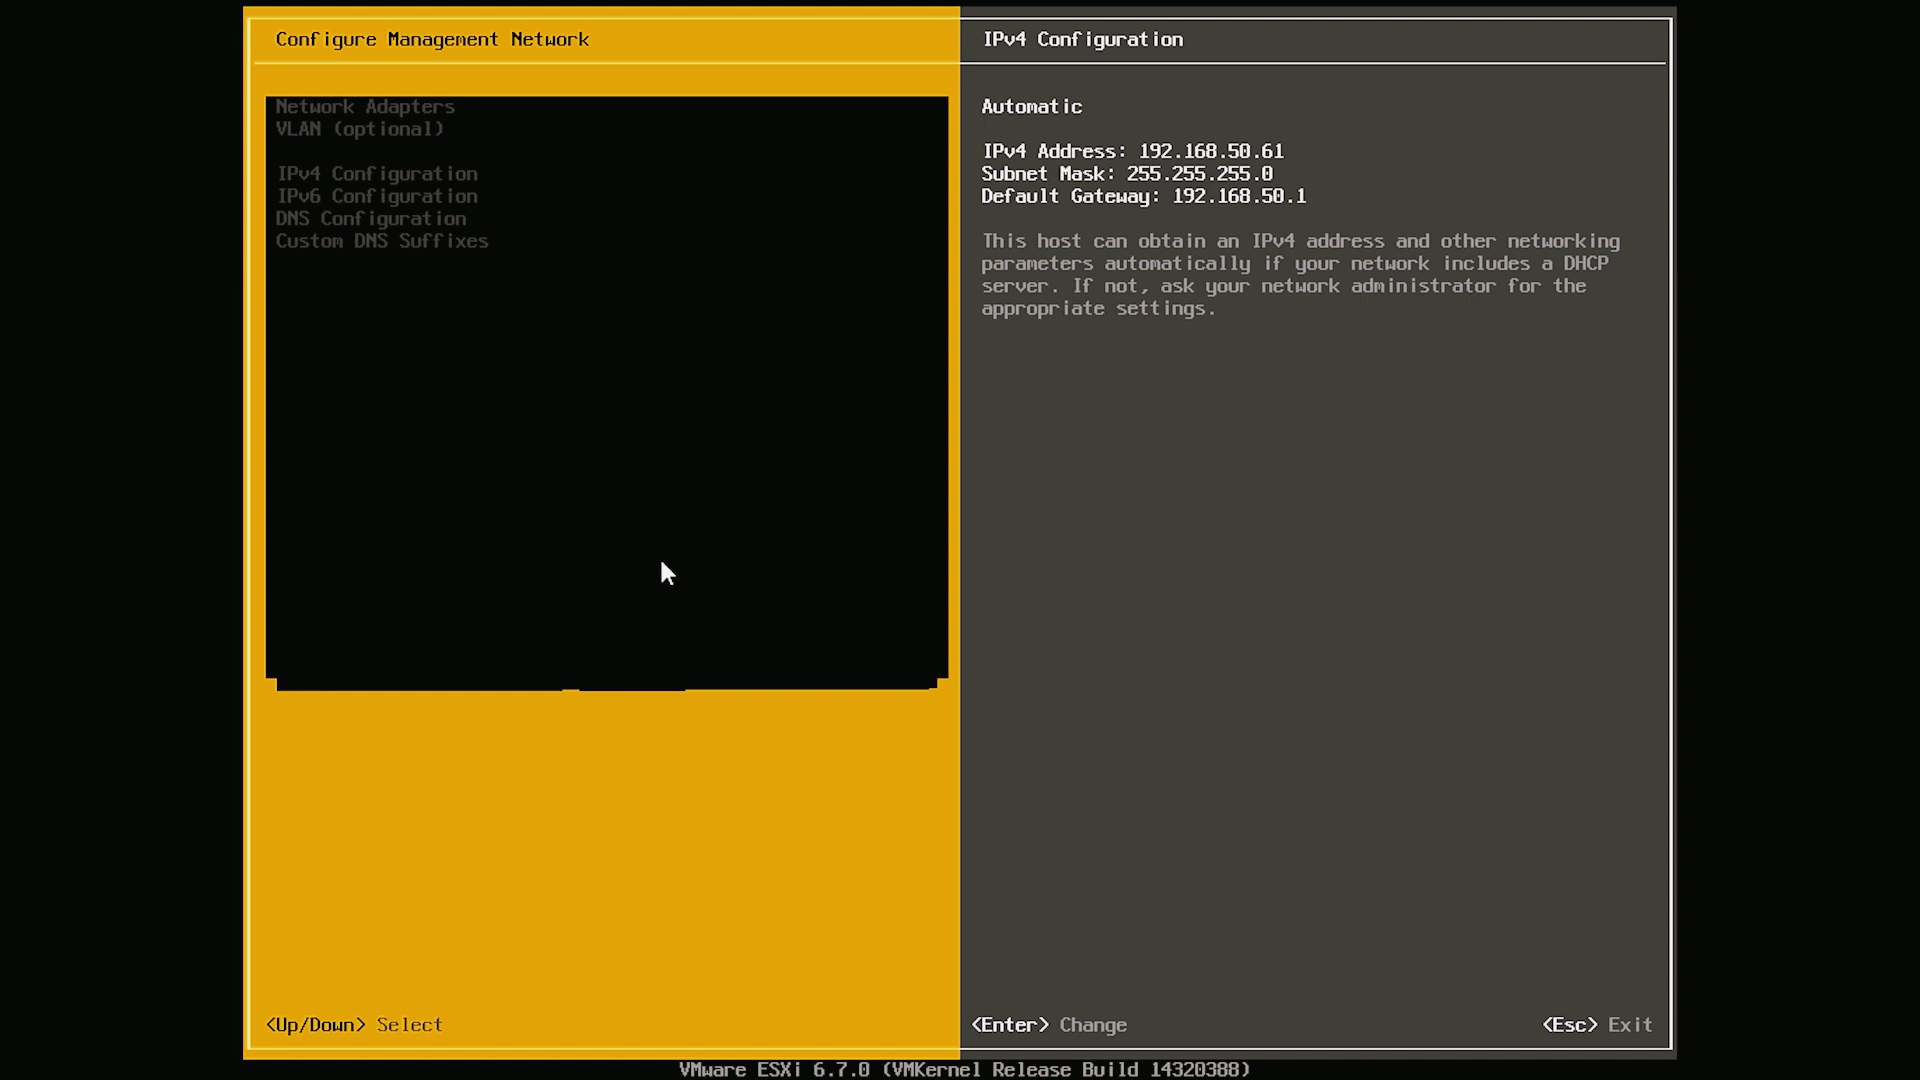 Configure Management Network
Network Adapters
VLAN (optional)
IPv4 Configuration
IPv6 Configuration
DNS Configuration
Custom DNS Suffixes
<Up/Down> Select
IPv4 Configuration
Automatic
IPv4 Address: 192.168.50.61
Subnet Mask: 255.255.255.0
Default Gateway: 192.168.50.1
This host can obtain an IPv4 address and other networking
parameters automatically if your network includes a DHCP
server. If not, ask your network administrator for the
appropriate settings.
<Enter> Change
<Esc> Exit
VMware ESXi 6.7.0 (VMKernel Release Build 14320388)